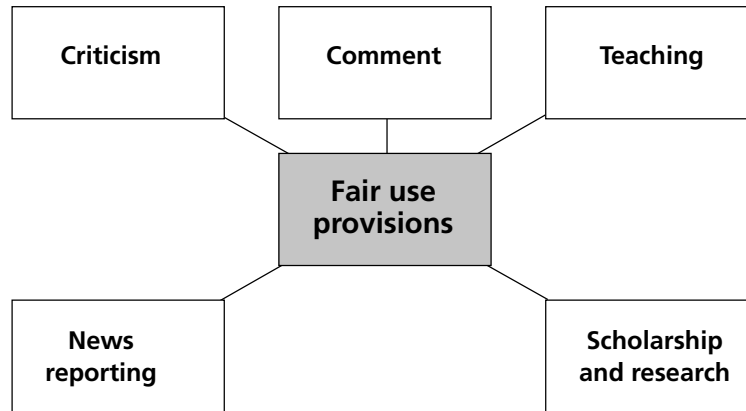 Criticism
Comment
Teaching
Fair use
provisions
News
reporting
Scholarship
and research